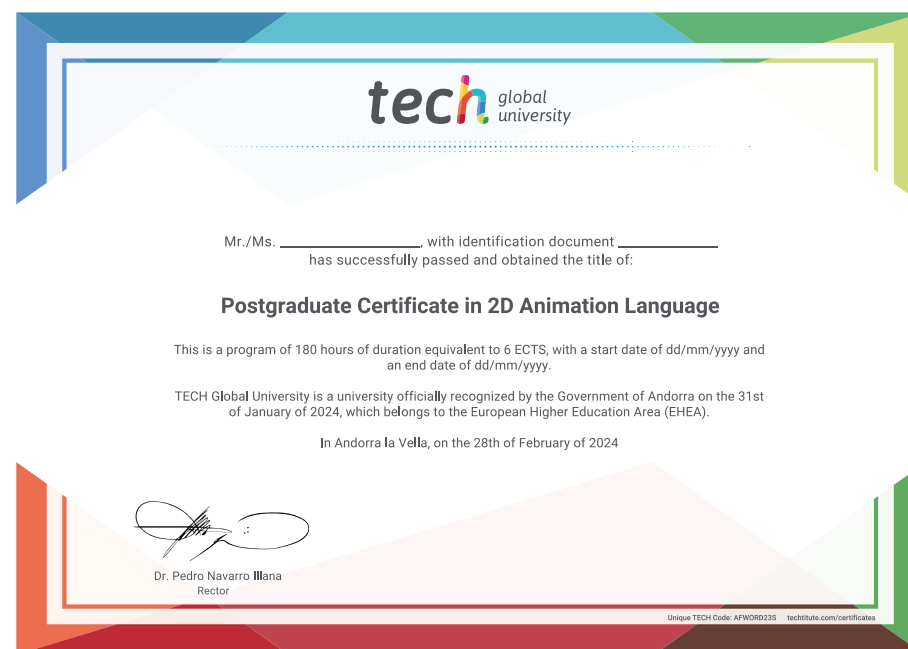 tech global university
Mr./Ms. ____________, with identification document ____________
has successfully passed and obtained the title of:
Postgraduate Certificate in 2D Animation Language
This is a program of 180 hours of duration equivalent to 6 ECTS, with a start date of dd/mm/yyyy and
an end date of dd/mm/yyyy.
TECH Global University is a university officially recognized by the Government of Andorra on the 31st
of January of 2024, which belongs to the European Higher Education Area (EHEA).
In Andorra la Vella, on the 28th of February of 2024
Dr. Pedro Navarro Illana
Rector
Unique TECH Code: AFWORD23S techtitute.com/certificates